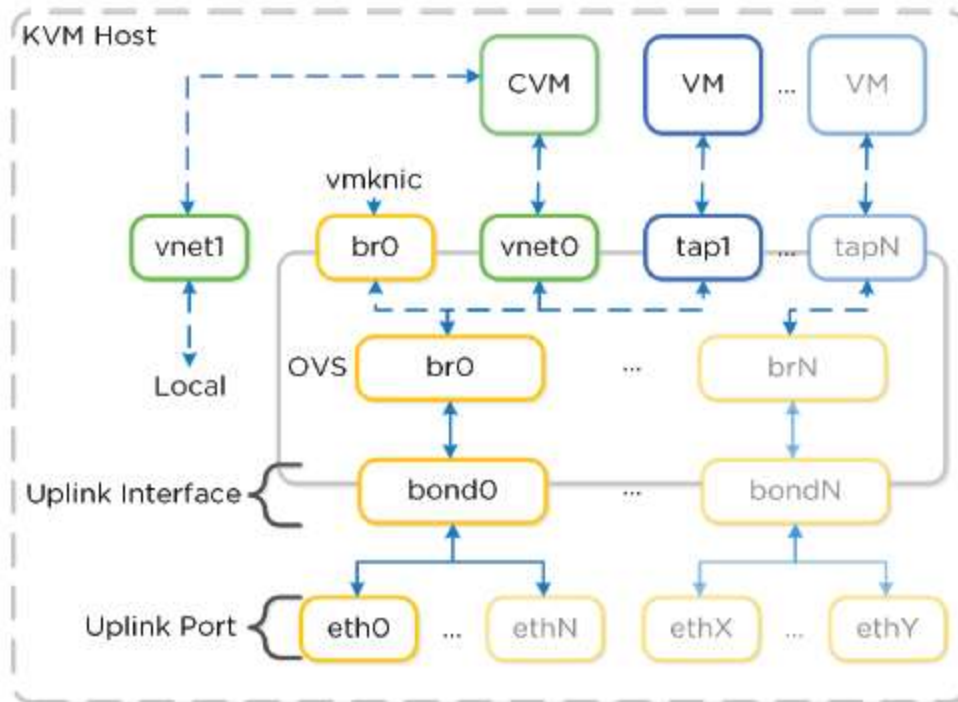 KVM Host
CVM
VM
...
VM
vmknic
vnet1
br0
vnet0
tap1
...
tapN
OVS
br0
...
brN
Local
Uplink Interface
bond0
...
bondN
Uplink Port
eth0
...
ethN
ethX
...
ethY